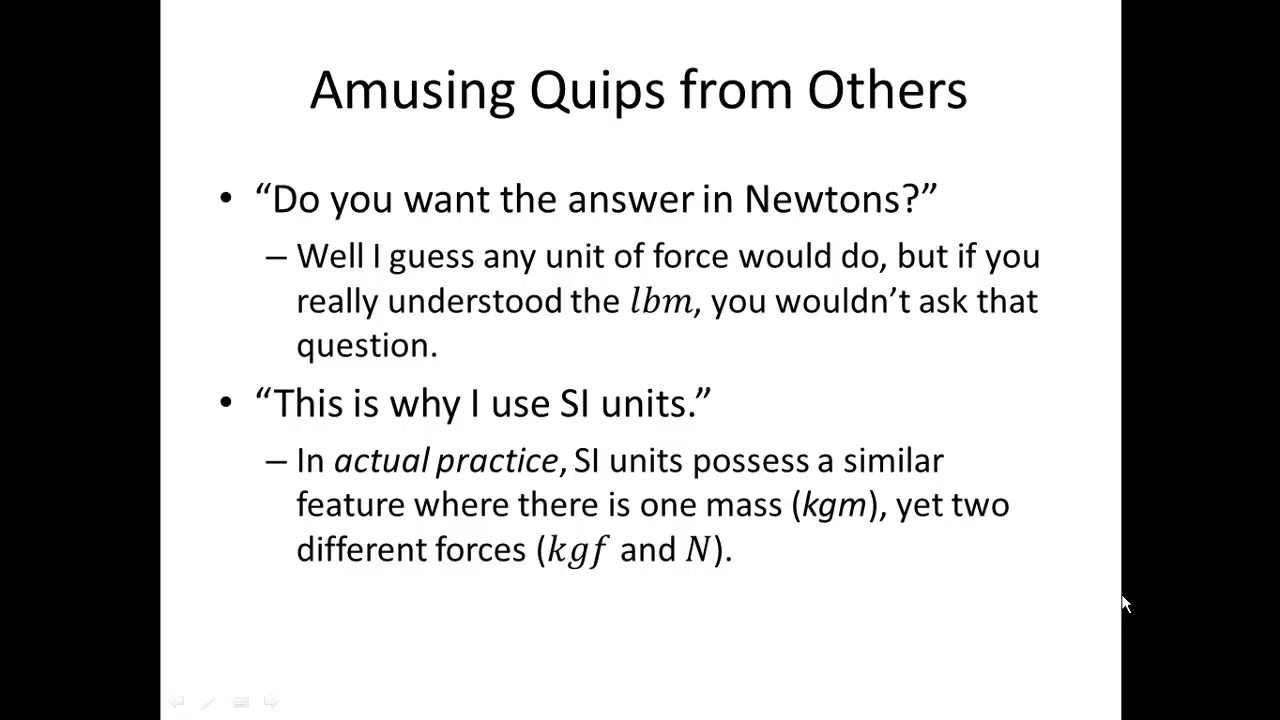 Amusing Quips from Others
• “Do you want the answer in Newtons?”
– Well I guess any unit of force would do, but if you
really understood the lbm, you wouldn’t ask that
question.
• “This is why I use SI units.”
– In actual practice, SI units possess a similar
feature where there is one mass (kgm), yet two
different forces (kgf and N).